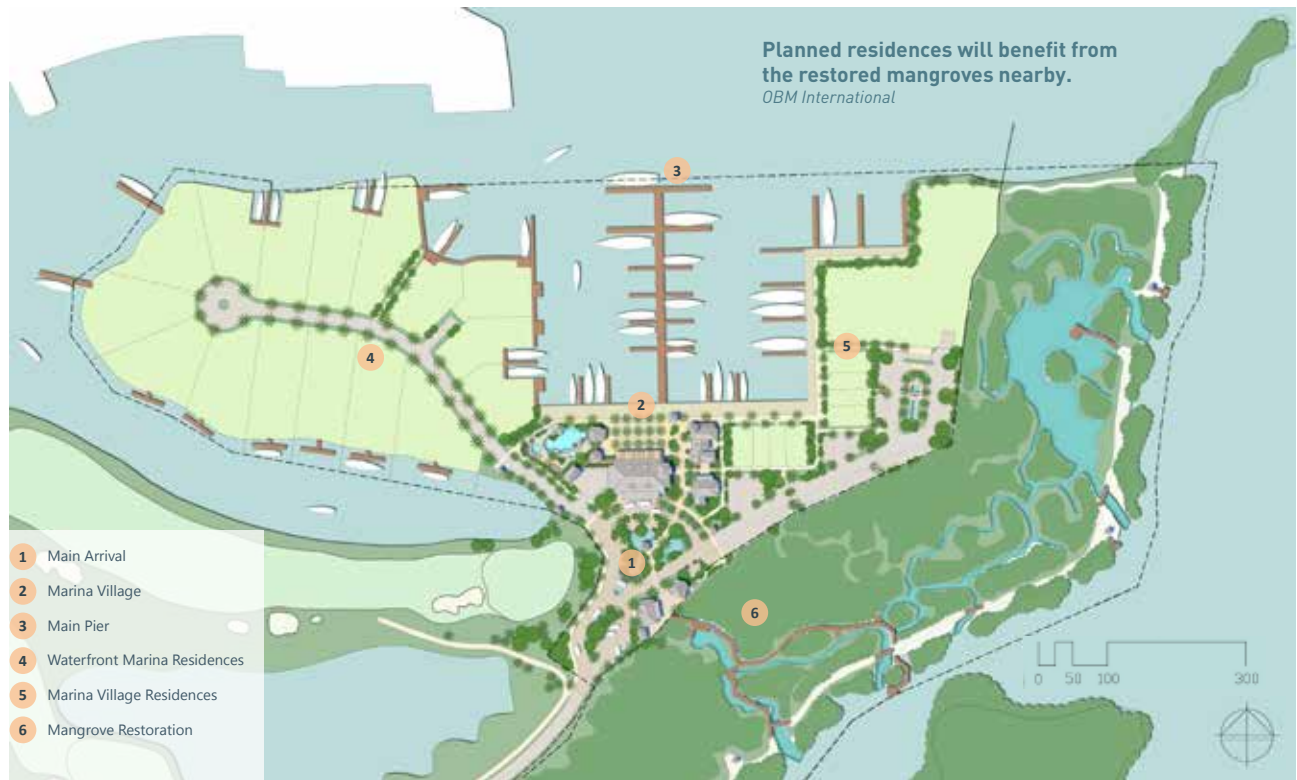 Planned residences will benefit from
the restored mangroves nearby.
OBM International
3
4
5
2
1
6
1 Main Arrival
2 Marina Village
3 Main Pier
4 Waterfront Marina Residences
5 Marina Village Residences
6 Mangrove Restoration
0 50 100 300